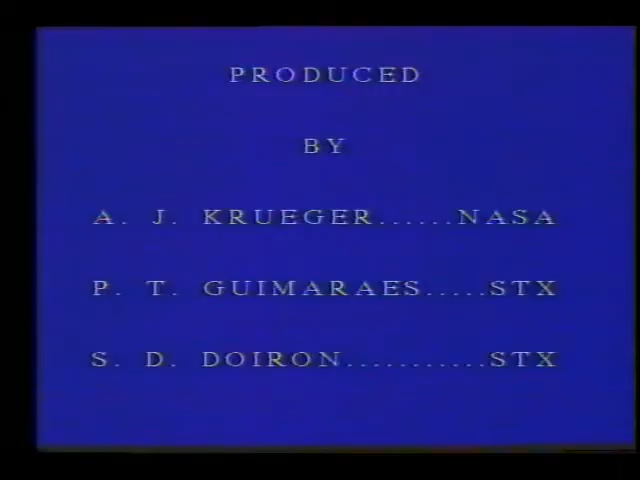 PRODUCED
BY
A. J. KRUEGER......NASA
P. T. GUIMARAES.....STX
S. D. DOIRON...........STX